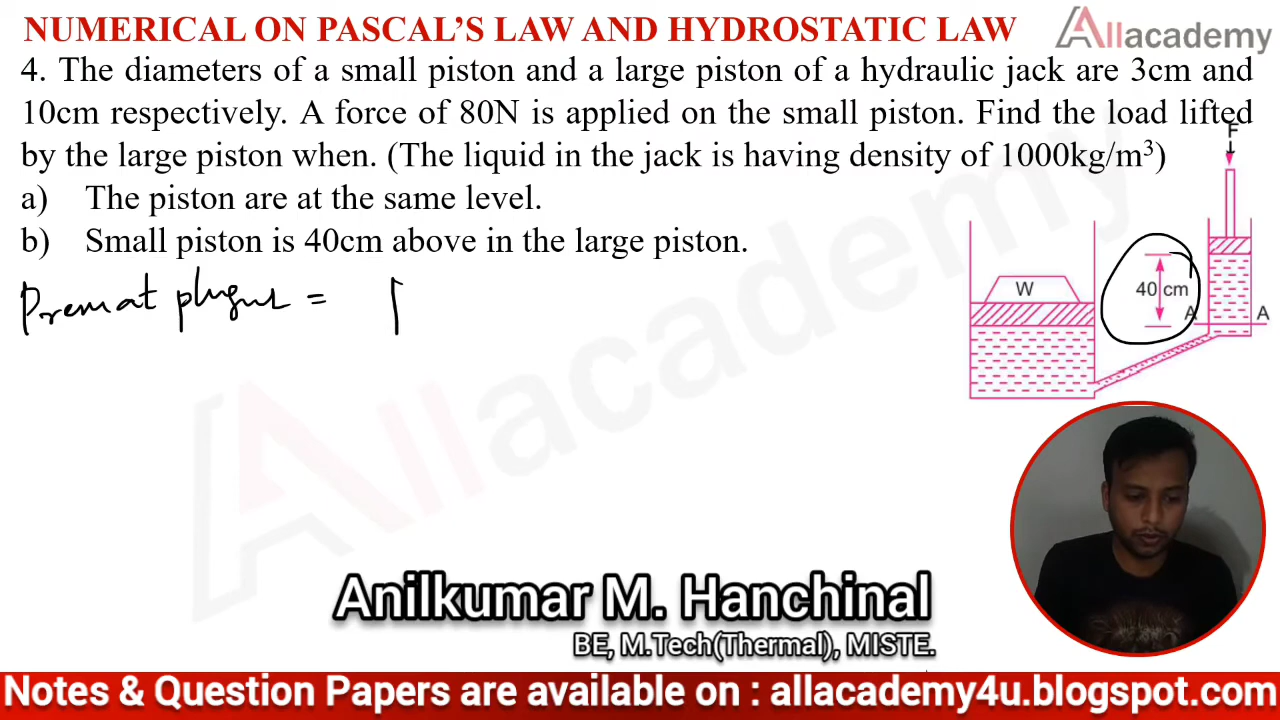 NUMERICAL ON PASCAL'S LAW AND HYDROSTATIC LAW
Allacademy
4. The diameters of a small piston and a large piston of a hydraulic jack are 3cm and
10cm respectively. A force of 80N is applied on the small piston. Find the load lifted
by the large piston when. (The liquid in the jack is having density of 1000kg/m³)
a) The piston are at the same level.
b) Small piston is 40cm above in the large piston.
F
W
40 cm
A A
at =
Anilkumar M. Hanchinal
BE, M.Tech(Thermal), MISTE.
Notes & Question Papers are available on : allacademy4u.blogspot.com